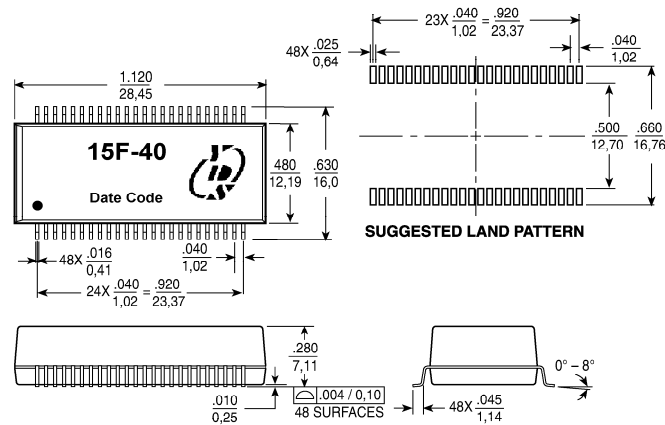 23X .040 / 1,02 = .920 / 23,37
48X .025 / 0,64
.040 / 1,02
1.120 / 28,45
15F-40
Date Code
480 / 12,19
.630 / 16,0
.500 / 12,70
.660 / 16,76
SUGGESTED LAND PATTERN
48X .016 / 0,41
.040 / 1,02
24X .040 / 1,02 = .920 / 23,37
.280 / 7,11
0° – 8°
.010 / 0,25
.004 / 0,10
48 SURFACES
48X .045 / 1,14